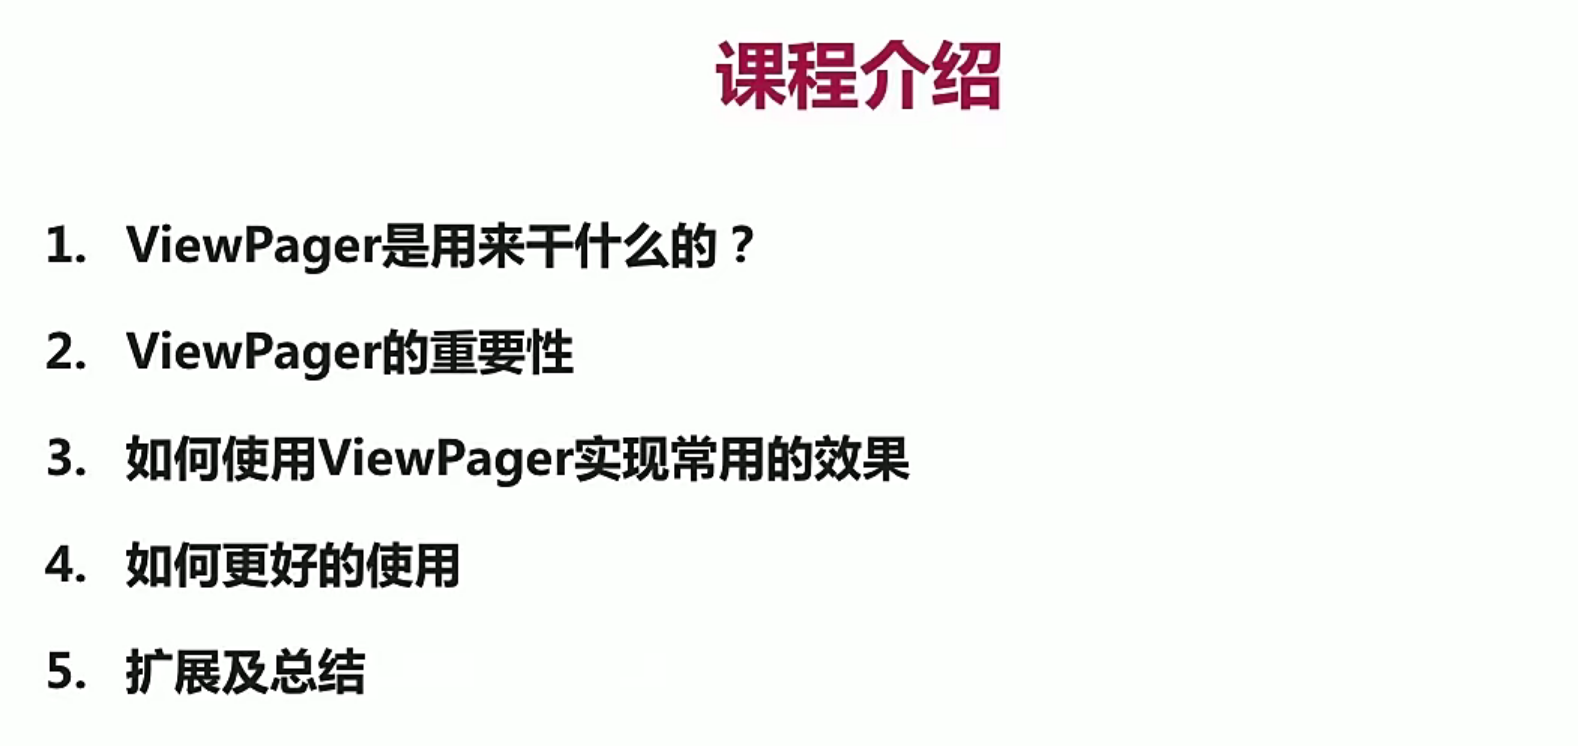 课程介绍
1. ViewPager是用来干什么的？
2. ViewPager的重要性
3. 如何使用ViewPager实现常用的效果
4. 如何更好的使用
5. 扩展及总结